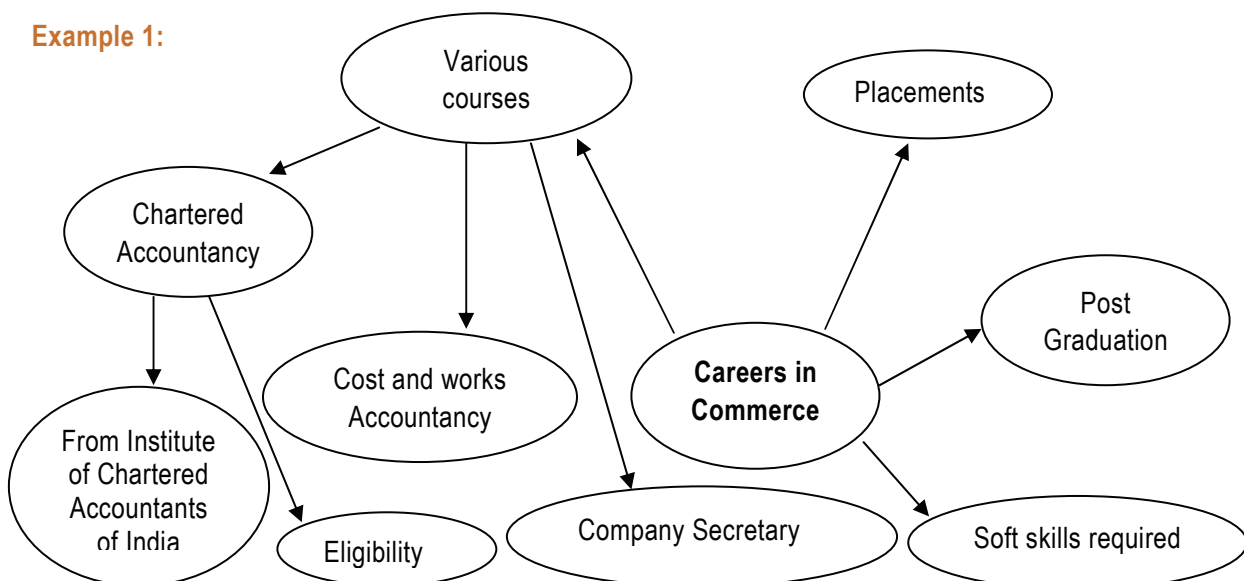 Example 1:
Various
courses
Placements
Chartered
Accountancy
Post
Graduation
Cost and works
Accountancy
Careers in
Commerce
From Institute
of Chartered
Accountants
of India
Eligibility
Company Secretary
Soft skills required